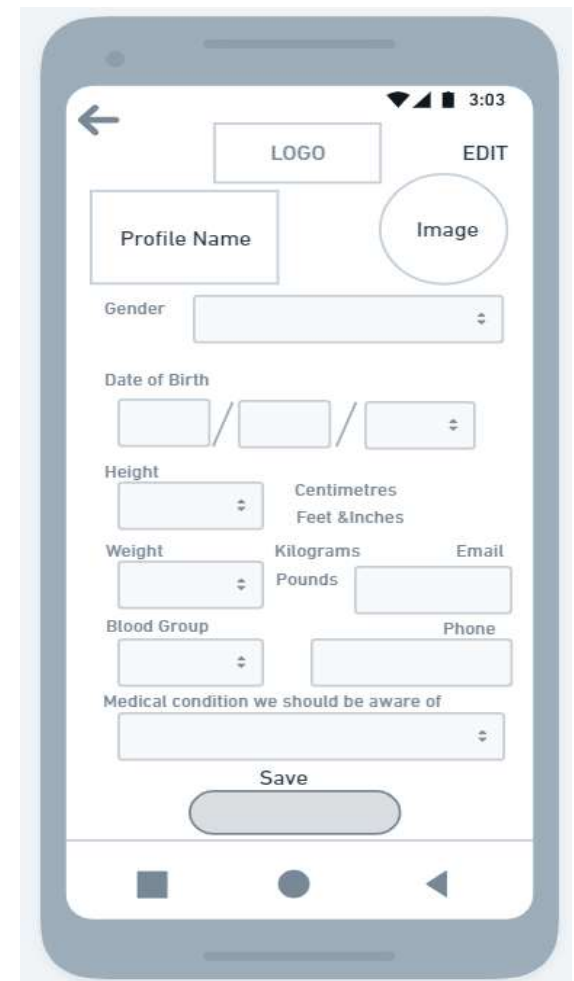 3:03
LOGO
EDIT
Profile Name
Image
Gender
Date of Birth
/ /
Height
Centimetres
Feet &Inches
Weight
Kilograms
Email
Pounds
Blood Group
Phone
Medical condition we should be aware of
Save